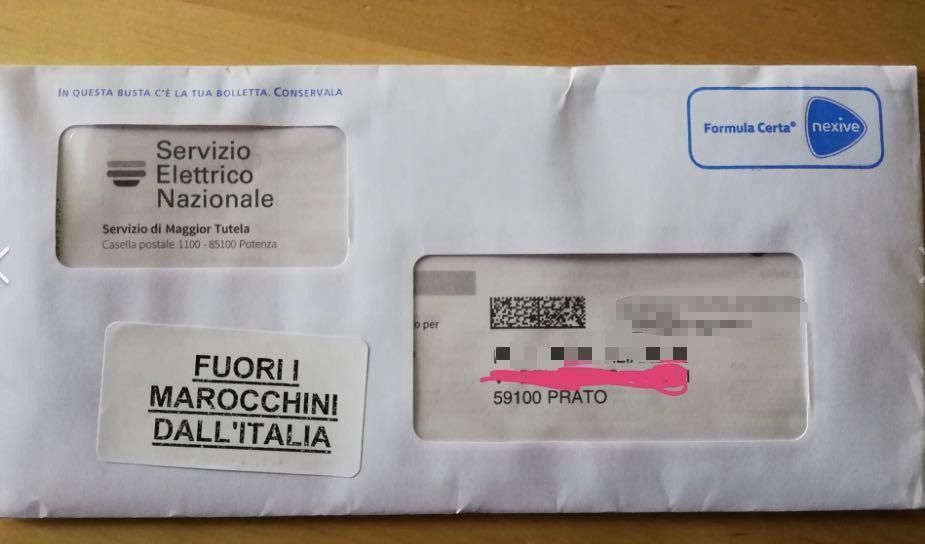 IN QUESTA BUSTA C'È LA TUA BOLLETTA. CONSERVALA
Formula Certa® nexive
Servizio
Elettrico
Nazionale
Servizio di Maggior Tutela
Casella postale 1100 - 85100 Potenza
o per
59100 PRATO
FUORI I
MAROCCHINI
DALL'ITALIA